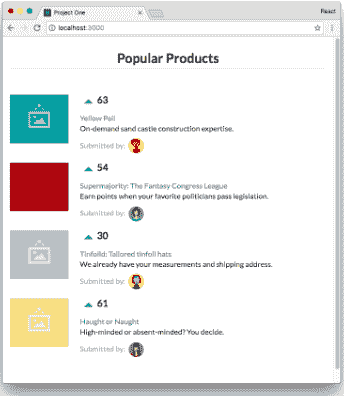 Project One
React
localhost:3000
Popular Products
63
Yellow Pail
On-demand sand castle construction expertise.
Submitted by:
54
Supermajority: The Fantasy Congress League
Earn points when your favorite politicians pass legislation.
Submitted by:
30
Tinfoild: Tailored tinfoil hats
We already have your measurements and shipping address.
Submitted by:
61
Haught or Naught
High-minded or absent-minded? You decide.
Submitted by: